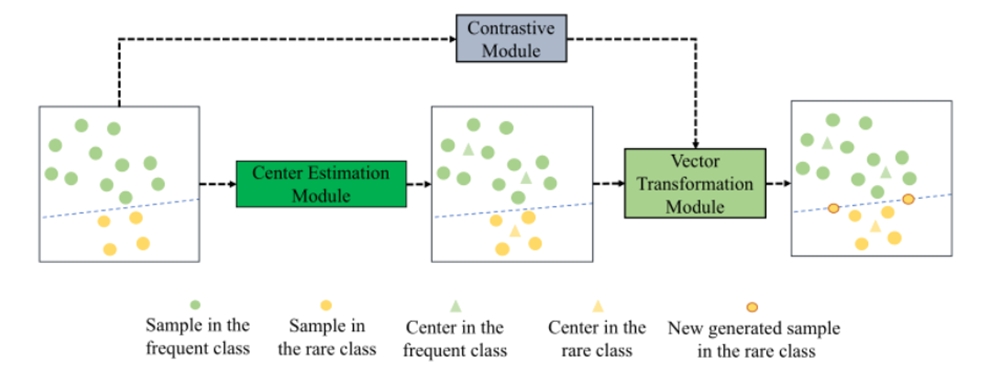 Contrastive
Module
Center Estimation
Module
Vector
Transformation
Module
Sample in the
frequent class
Sample in
the rare class
Center in the
frequent class
Center in the
rare class
New generated sample
in the rare class